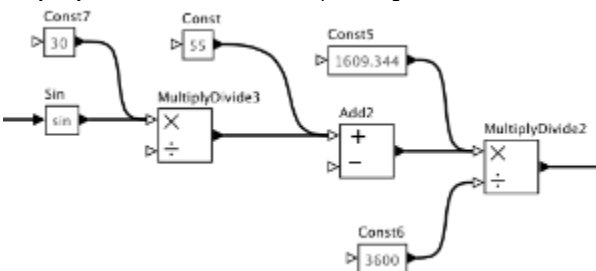 Const7
30
Const
55
Const5
1609.344
Sin
sin
MultiplyDivide3
×
÷
Add2
+
−
MultiplyDivide2
×
÷
Const6
3600